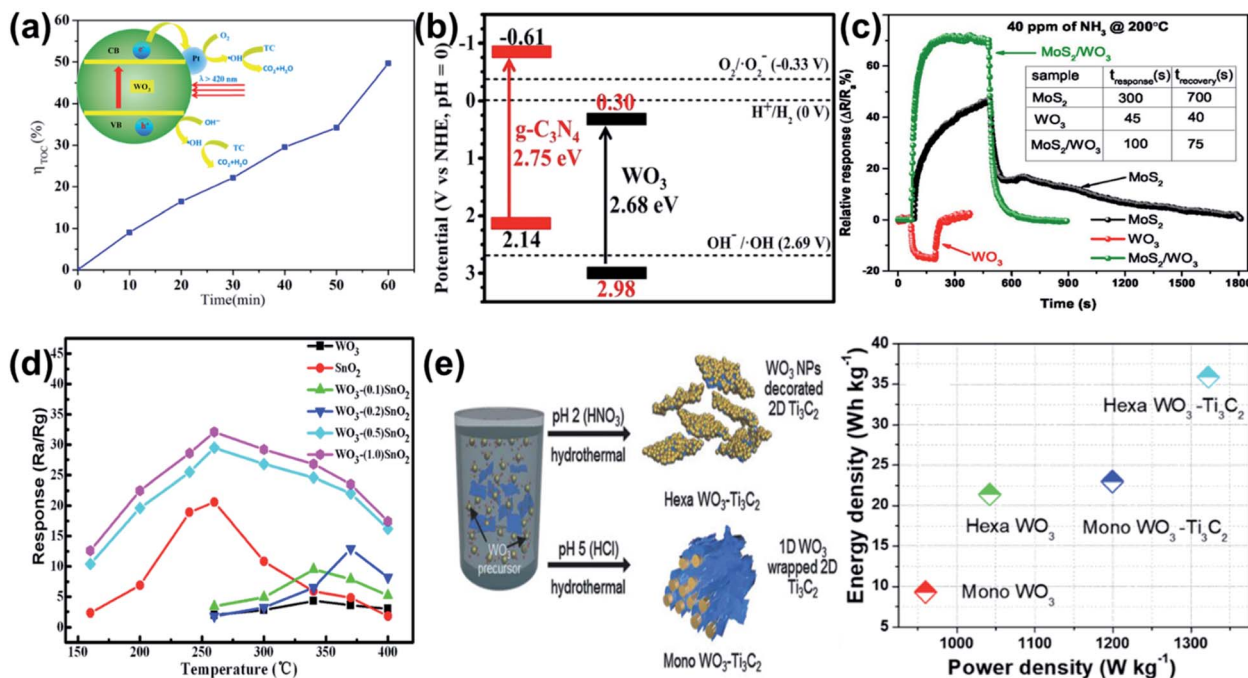 (a)
η_TOC (%)
60
50
40
30
20
10
0
CB
e⁻
Pt
O₂
•OH
TC
CO₂+H₂O
WO₃
λ > 420 nm
VB
h⁺
OH⁻
•OH
TC
CO₂+H₂O
0 10 20 30 40 50 60
Time(min)
(b)
Potential (V vs NHE, pH = 0)
-1
0
1
2
3
-0.61
O₂/·O₂⁻ (-0.33 V)
0.30
H⁺/H₂ (0 V)
g-C₃N₄
2.75 eV
WO₃
2.68 eV
2.14
OH⁻/·OH (2.69 V)
2.98
(c)
Relative response (ΔR/Rₐ%)
80
60
40
20
0
-20
40 ppm of NH₃ @ 200°C
MoS₂/WO₃
sample t_response(s) t_recovery(s)
MoS₂ 300 700
WO₃ 45 40
MoS₂/WO₃ 100 75
MoS₂
WO₃
MoS₂
WO₃
MoS₂/WO₃
0 300 600 900 1200 1500 1800
Time (s)
(d)
Response (Ra/Rg)
45
40
35
30
25
20
15
10
5
0
WO₃
SnO₂
WO₃-(0.1)SnO₂
WO₃-(0.2)SnO₂
WO₃-(0.5)SnO₂
WO₃-(1.0)SnO₂
150 200 250 300 350 400
Temperature (℃)
(e)
WO₃
precursor
pH 2 (HNO₃)
hydrothermal
pH 5 (HCl)
hydrothermal
Hexa WO₃-Ti₃C₂
WO₃ NPs
decorated
2D Ti₃C₂
1D WO₃
wrapped 2D
Ti₃C₂
Mono WO₃-Ti₃C₂
Energy density (Wh kg⁻¹)
40
35
30
25
20
15
10
5
Hexa WO₃-Ti₃C₂
Hexa WO₃
Mono WO₃-Ti₃C₂
Mono WO₃
1000 1100 1200 1300
Power density (W kg⁻¹)